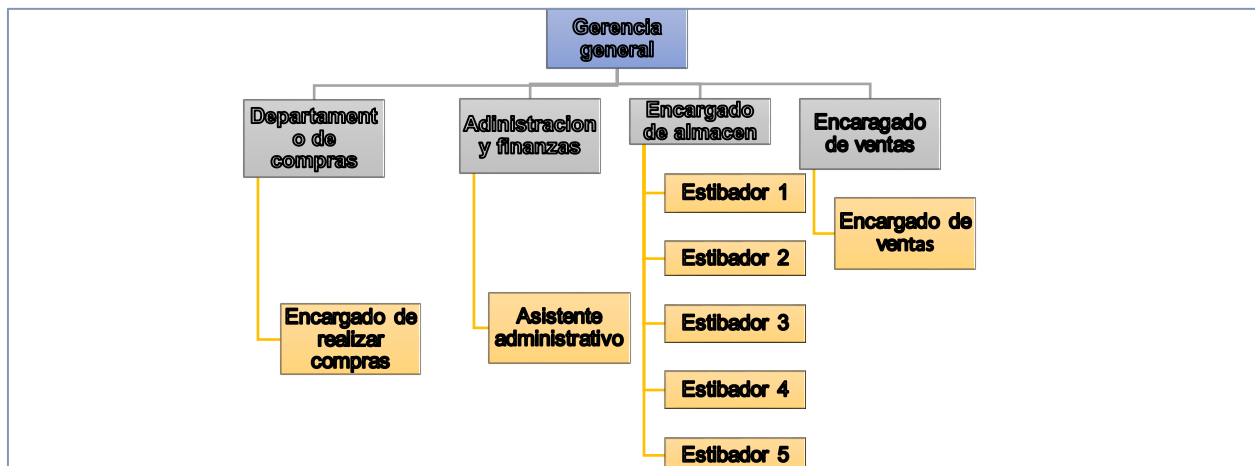 Gerencia
general
Departament
o de
compras
Adinistracion
y finanzas
Encargado
de almacen
Encaragado
de ventas
Encargado de
realizar
compras
Asistente
administrativo
Estibador 1
Estibador 2
Estibador 3
Estibador 4
Estibador 5
Encargado de
ventas